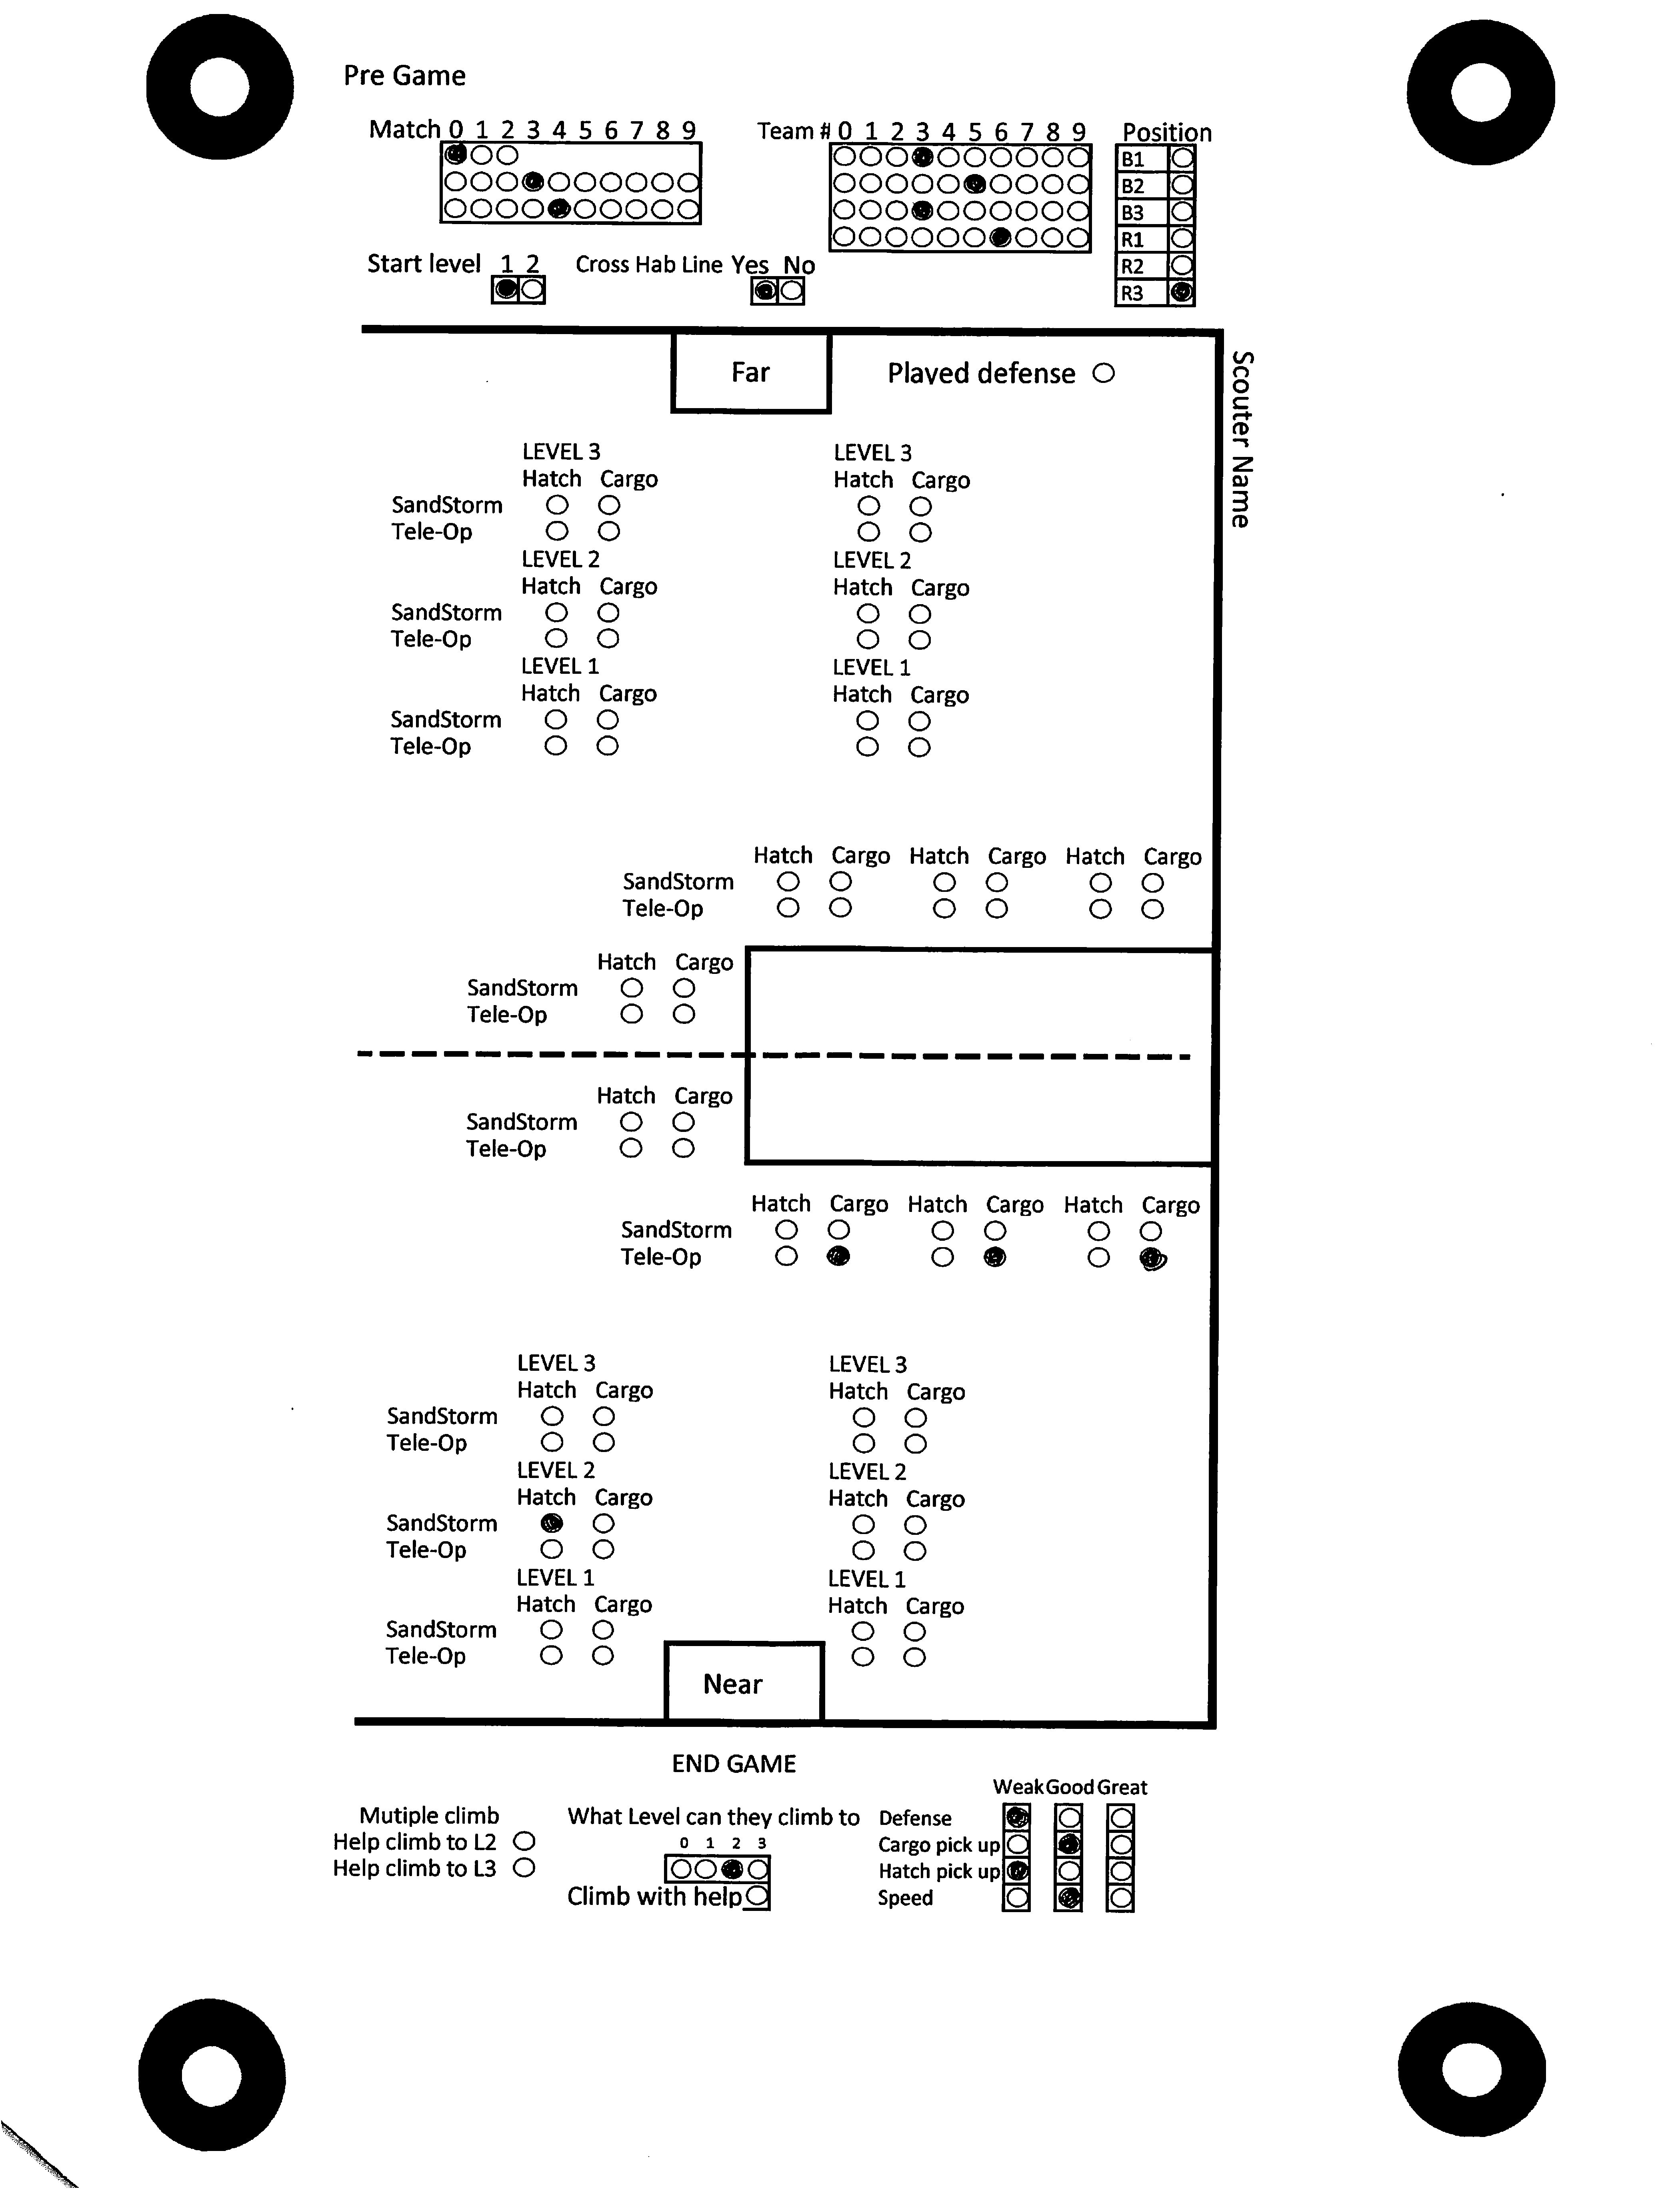 Pre Game
Match 0 1 2 3 4 5 6 7 8 9
Team # 0 1 2 3 4 5 6 7 8 9
Position
B1
B2
B3
R1
R2
R3
Start level 1 2
Cross Hab Line Yes No
Far
Played defense
Scouter Name
LEVEL 3 LEVEL 3
Hatch Cargo Hatch Cargo
SandStorm
Tele-Op
LEVEL 2 LEVEL 2
Hatch Cargo Hatch Cargo
SandStorm
Tele-Op
LEVEL 1 LEVEL 1
Hatch Cargo Hatch Cargo
SandStorm
Tele-Op
Hatch Cargo Hatch Cargo Hatch Cargo
SandStorm
Tele-Op
Hatch Cargo
SandStorm
Tele-Op
Hatch Cargo
SandStorm
Tele-Op
Hatch Cargo Hatch Cargo Hatch Cargo
SandStorm
Tele-Op
LEVEL 3 LEVEL 3
Hatch Cargo Hatch Cargo
SandStorm
Tele-Op
LEVEL 2 LEVEL 2
Hatch Cargo Hatch Cargo
SandStorm
Tele-Op
LEVEL 1 LEVEL 1
Hatch Cargo Hatch Cargo
SandStorm
Tele-Op
Near
END GAME
Mutiple climb
Help climb to L2
Help climb to L3
What Level can they climb to
0 1 2 3
Climb with help
Weak Good Great
Defense
Cargo pick up
Hatch pick up
Speed